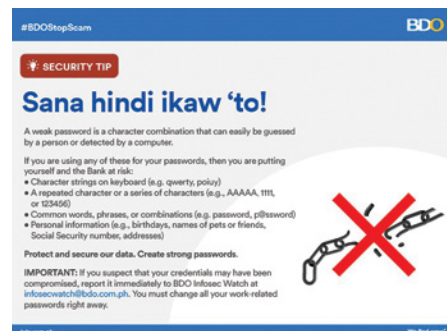 #BDOStopScam
BDO
SECURITY TIP
Sana hindi ikaw 'to!
A weak password is a character combination that can easily be guessed
by a person or detected by a computer.
If you are using any of these for your passwords, then you are putting
yourself and the Bank at risk:
• Character strings on keyboard (e.g. qwerty, poiuy)
• A repeated character or a series of characters (e.g., AAAAA, 1111,
or 123456)
• Common words, phrases, or combinations (e.g. password, p@ssword)
• Personal information (e.g., birthdays, names of pets or friends,
Social Security number, addresses)
Protect and secure our data. Create strong passwords.
IMPORTANT: If you suspect that your credentials may have been
compromised, report it immediately to BDO Infosec Watch at
infosecwatch@bdo.com.ph. You must change all your work-related
passwords right away.